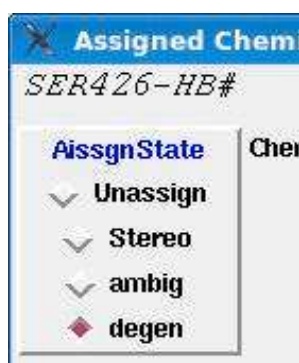 Assigned Chemi
SER426-HB#
AissgnState Cher
Unassign
Stereo
ambig
degen